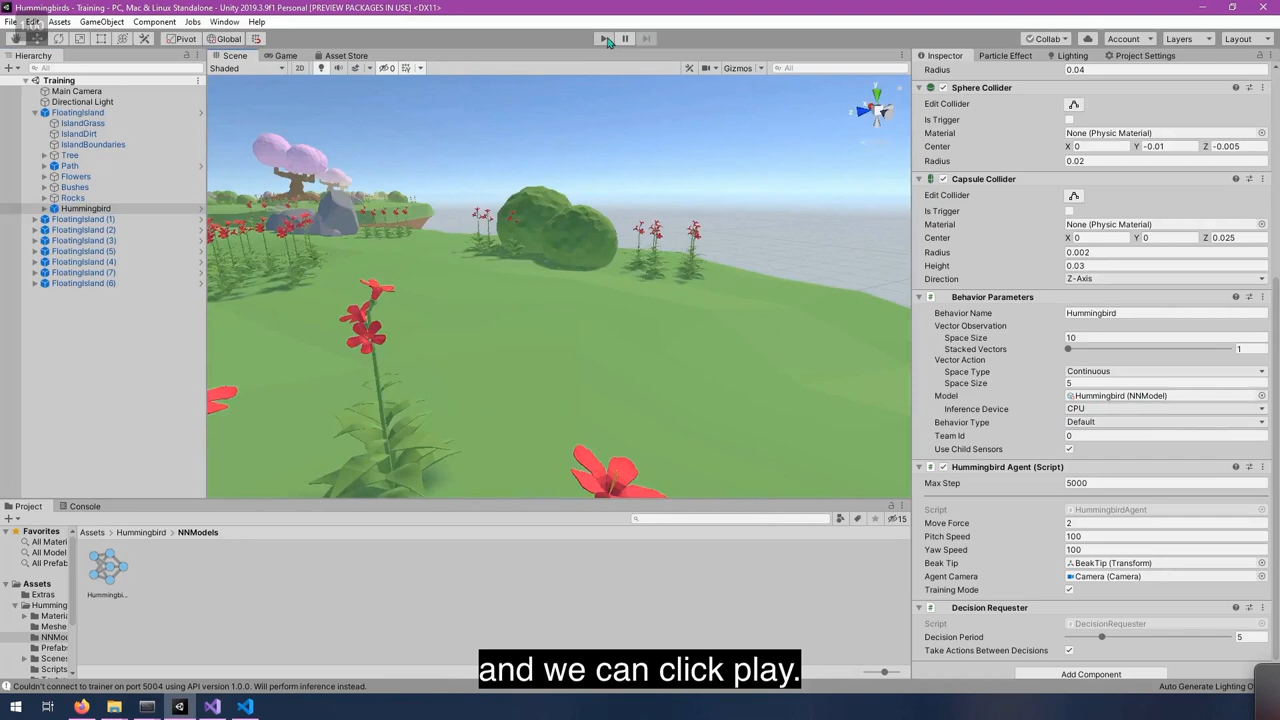 Hummingbirds - Training - PC, Mac & Linux Standalone - Unity 2019.3.9f1 Personal [PREVIEW PACKAGES IN USE] <DX11>
File Edit Assets GameObject Component Jobs Window Help
Pivot Global Collab Account Layers Layout
Hierarchy Scene Game Asset Store Inspector Particle Effect Lighting Project Settings
All Shaded 2D 0 Gizmos All Radius 0.04
Training
Main Camera
Directional Light
FloatingIsland
IslandGrass
IslandDirt
IslandBoundaries
Tree
Path
Flowers
Bushes
Rocks
Hummingbird
FloatingIsland (1)
FloatingIsland (2)
FloatingIsland (3)
FloatingIsland (5)
FloatingIsland (4)
FloatingIsland (7)
FloatingIsland (6)
y
x
z
Sphere Collider
Edit Collider
Is Trigger
Material None (Physic Material)
Center X 0 Y -0.01 Z -0.005
Radius 0.02
Capsule Collider
Edit Collider
Is Trigger
Material None (Physic Material)
Center X 0 Y 0 Z 0.025
Radius 0.002
Height 0.03
Direction Z-Axis
Behavior Parameters
Behavior Name Hummingbird
Vector Observation
Space Size 10
Stacked Vectors 1
Vector Action
Space Type Continuous
Space Size 5
Model Hummingbird (NNModel)
Inference Device CPU
Behavior Type Default
Team Id 0
Use Child Sensors
Hummingbird Agent (Script)
Max Step 5000
Script HummingbirdAgent
Move Force 2
Pitch Speed 100
Yaw Speed 100
Beak Tip BeakTip (Transform)
Agent Camera Camera (Camera)
Training Mode
Decision Requester
Script DecisionRequester
Decision Period 5
Take Actions Between Decisions
Add Component
Project Console
15
Favorites
All Materi
All Model
All Prefab
Assets
Extras
Humming
Materi
Meshe
NNMod
Prefab
Scenes
Scripts
Assets > Hummingbird > NNModels
Hummingbi...
and we can click play.
Couldn't connect to trainer on port 5004 using API version 1.0.0. Will perform inference instead.
Auto Generate Lighting O